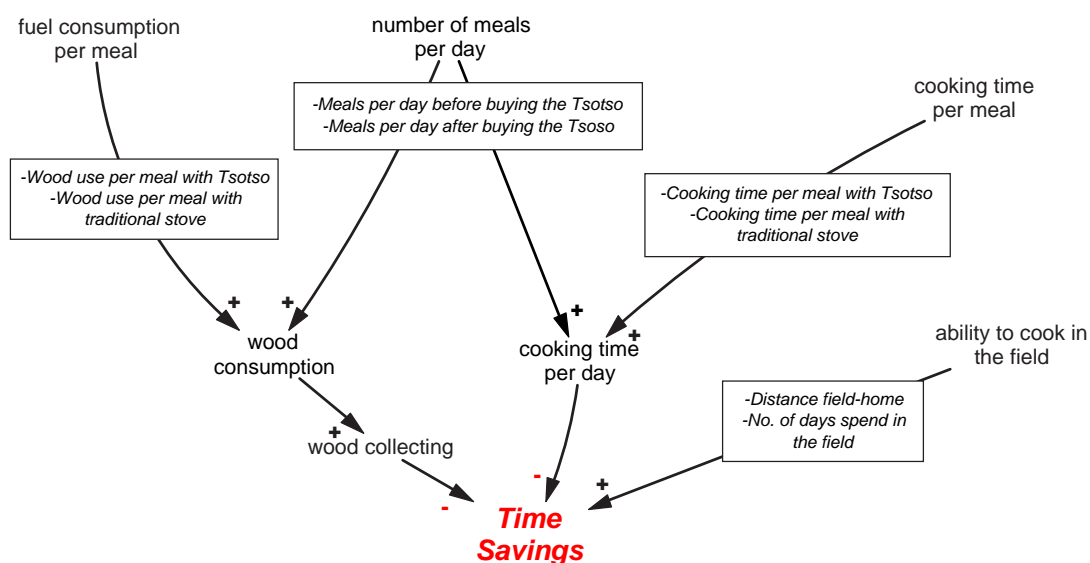 fuel consumption
per meal
number of meals
per day
cooking time
per meal
-Meals per day before buying the Tsotso
-Meals per day after buying the Tsoso
-Wood use per meal with Tsotso
-Wood use per meal with
traditional stove
-Cooking time per meal with Tsotso
-Cooking time per meal with
traditional stove
+
+
+
+
wood
consumption
cooking time
per day
ability to cook in
the field
-Distance field-home
-No. of days spend in
the field
+
wood collecting
-
+
-
Time
Savings